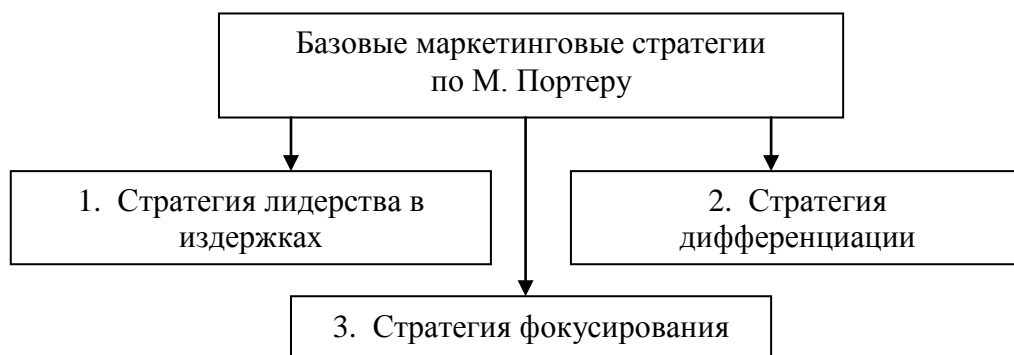 Базовые маркетинговые стратегии
по М. Портеру
1. Стратегия лидерства в
издержках
2. Стратегия
дифференциации
3. Стратегия фокусирования